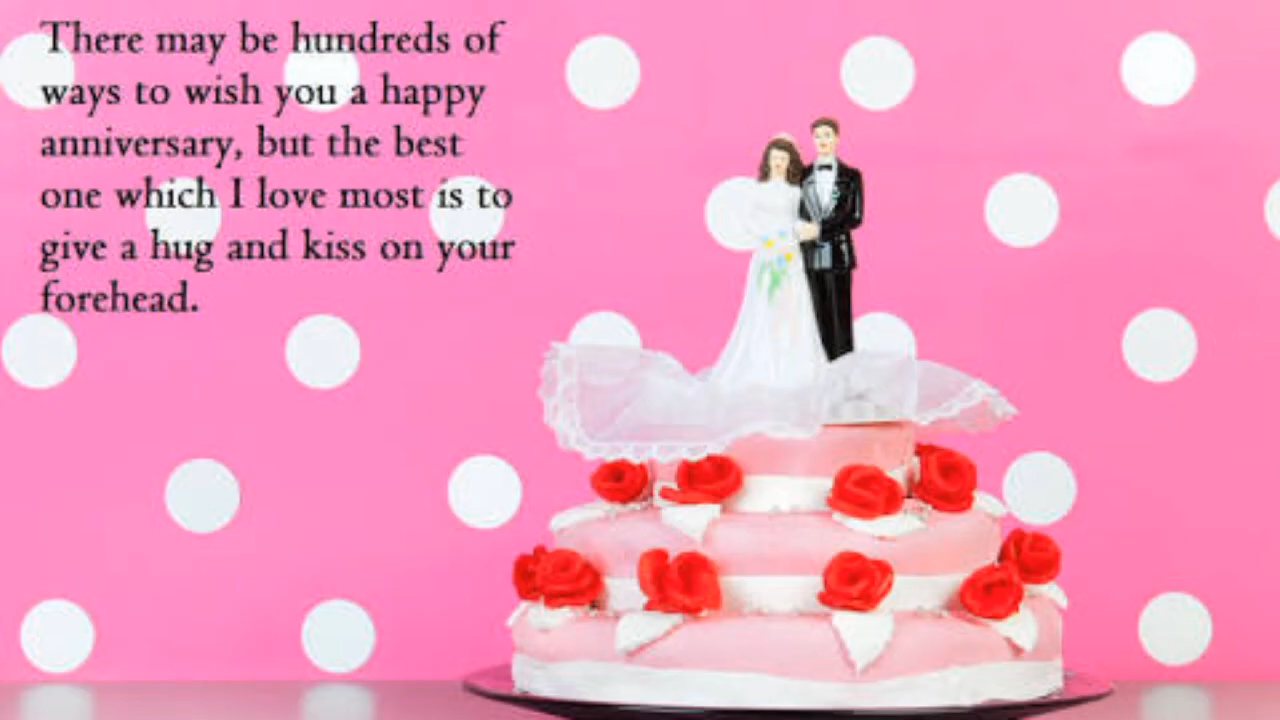 There may be hundreds of
ways to wish you a happy
anniversary, but the best
one which I love most is to
give a hug and kiss on your
forehead.